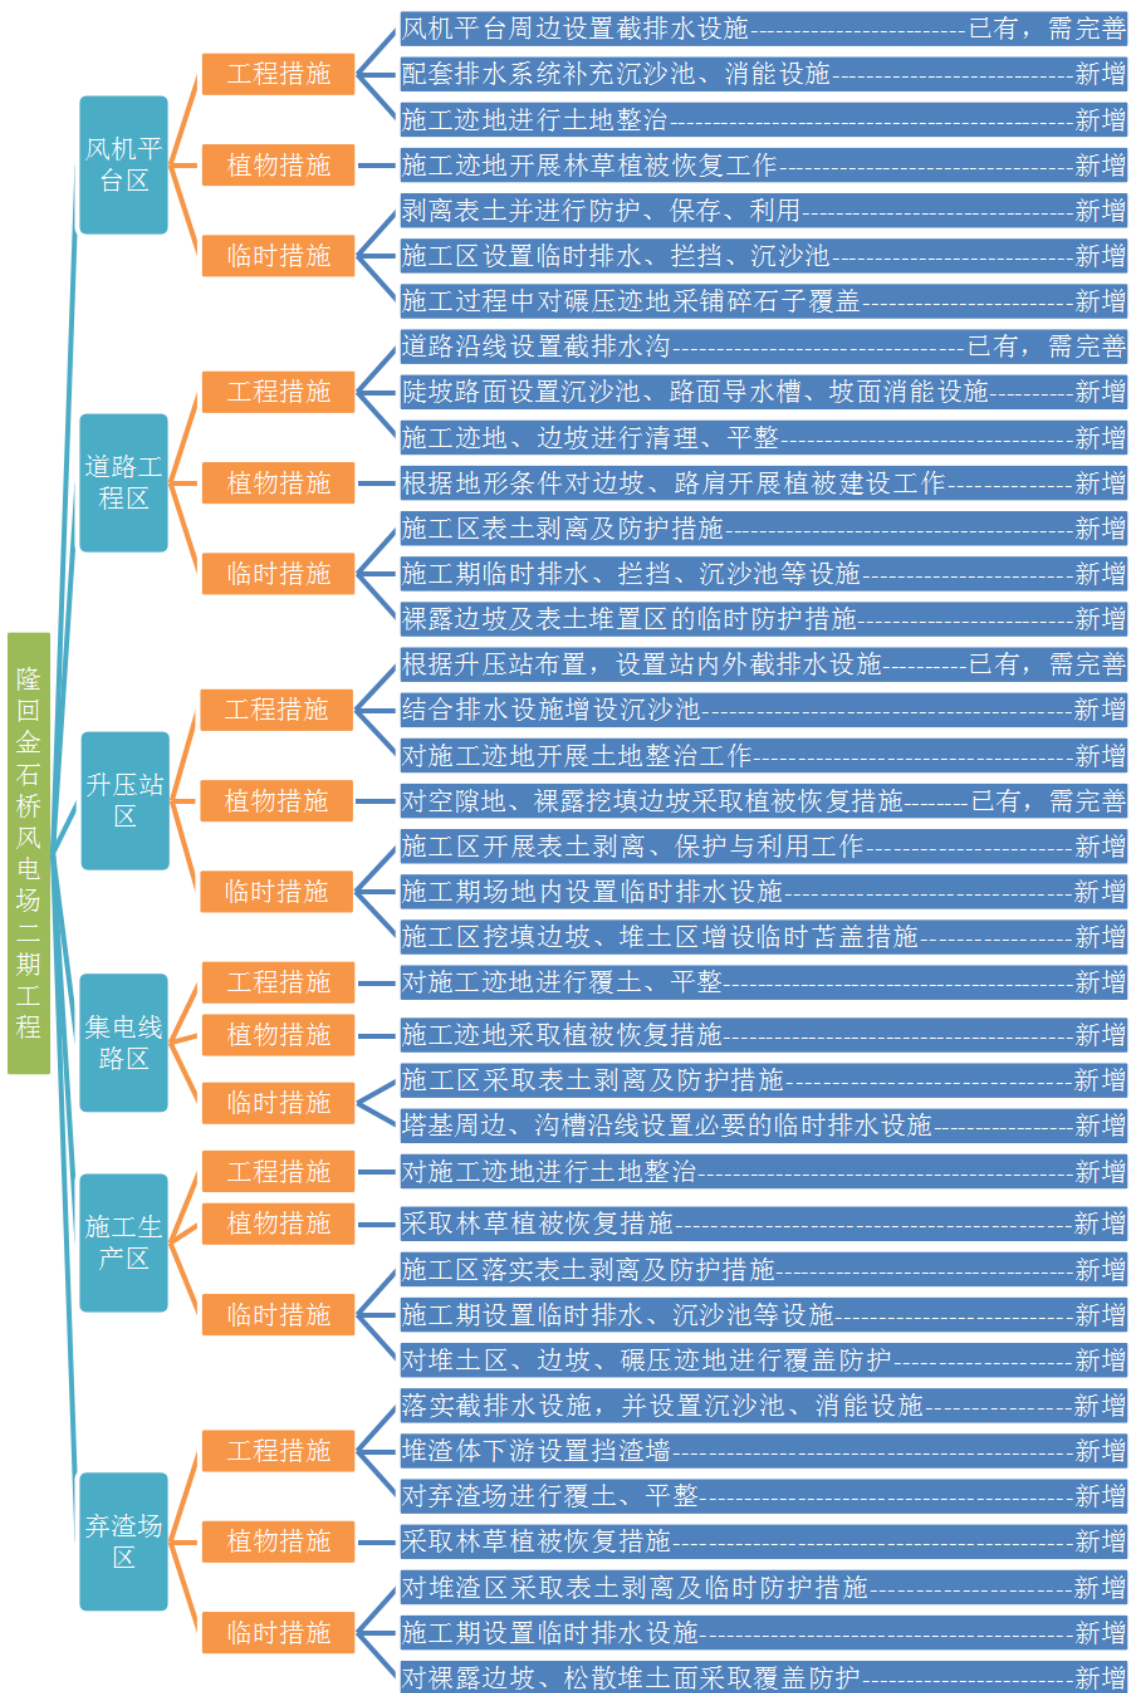 隆回金石桥风电场二期工程
风机平
台区
工程措施
风机平台周边设置截排水设施-------------------------已有，需完善
配套排水系统补充沉沙池、消能设施----------------------------新增
施工迹地进行土地整治-----------------------------------------------新增
植物措施
施工迹地开展林草植被恢复工作----------------------------------新增
临时措施
剥离表土并进行防护、保存、利用-------------------------------新增
施工区设置临时排水、拦挡、沉沙池----------------------------新增
施工过程中对碾压迹地采铺碎石子覆盖------------------------新增
道路工
程区
工程措施
道路沿线设置截排水沟----------------------------------已有，需完善
陡坡路面设置沉沙池、路面导水槽、坡面消能设施----------新增
施工迹地、边坡进行清理、平整----------------------------------新增
植物措施
根据地形条件对边坡、路肩开展植被建设工作--------------新增
临时措施
施工区表土剥离及防护措施----------------------------------------新增
施工期临时排水、拦挡、沉沙池等设施------------------------新增
裸露边坡及表土堆置区的临时防护措施-------------------------新增
升压站
区
工程措施
根据升压站布置，设置站内外截排水设施----------已有，需完善
结合排水设施增设沉沙池-------------------------------------------新增
对施工迹地开展土地整治工作-------------------------------------新增
植物措施
对空隙地、裸露挖填边坡采取植被恢复措施--------已有，需完善
临时措施
施工区开展表土剥离、保护与利用工作------------------------新增
施工期场地内设置临时排水设施----------------------------------新增
施工区挖填边坡、堆土区增设临时苫盖措施-----------------新增
集电线
路区
工程措施
对施工迹地进行覆土、平整----------------------------------------新增
植物措施
施工迹地采取植被恢复措施----------------------------------------新增
临时措施
施工区采取表土剥离及防护措施---------------------------------新增
塔基周边、沟槽沿线设置必要的临时排水设施---------------新增
施工生
产区
工程措施
对施工迹地进行土地整治-------------------------------------------新增
植物措施
采取林草植被恢复措施----------------------------------------------新增
临时措施
施工区落实表土剥离及防护措施----------------------------------新增
施工期设置临时排水、沉沙池等设施---------------------------新增
对堆土区、边坡、碾压迹地进行覆盖防护--------------------新增
弃渣场
区
工程措施
落实截排水设施，并设置沉沙池、消能设施----------------新增
堆渣体下游设置挡渣墙----------------------------------------------新增
对弃渣场进行覆土、平整-------------------------------------------新增
植物措施
采取林草植被恢复措施----------------------------------------------新增
临时措施
对堆渣区采取表土剥离及临时防护措施-----------------------新增
施工期设置临时排水设施-------------------------------------------新增
对裸露边坡、松散堆土面采取覆盖防护------------------------新增